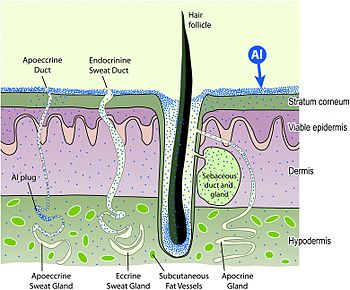 Hair
follicle
Apoeccrine
Duct
Endocrinine
Sweat Duct
Al
Stratum corneum
Viable epidermis
Dermis
Sebaceous
duct and
gland
Al plug
Hypodermis
Apoeccrine
Sweat Gland
Eccrine
Sweat Gland
Subcutaneous
Fat Vessels
Apocrine
Gland